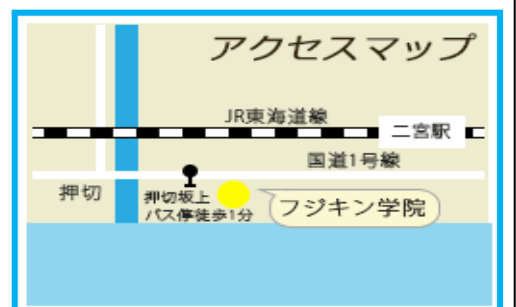 アクセスマップ
JR東海道線
二宮駅
国道1号線
押切
押切坂上
バス停徒歩1分
フジキン学院